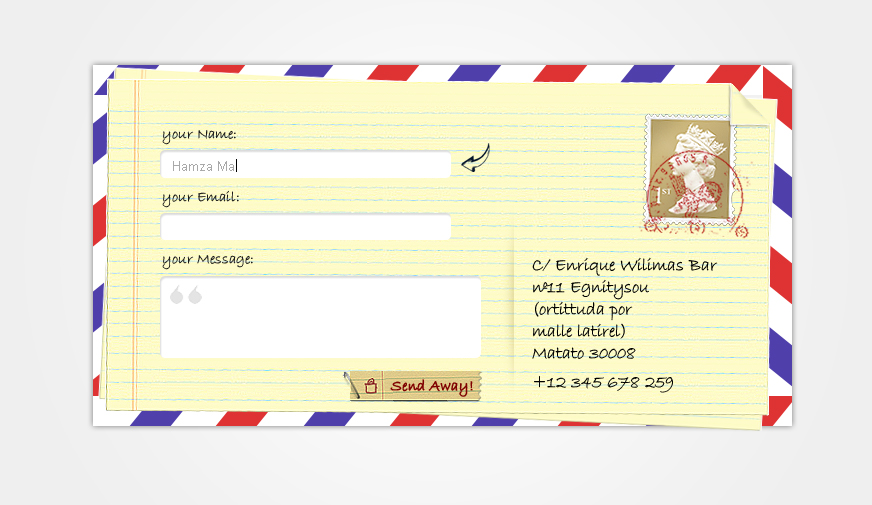 your Name:
Hamza Ma
your Email:
your Message:
Send Away!
1ST
C/ Enrique Wilimas Bar
nº11 Egnitysou
(ortittuda por
malle latirel)
Matato 30008
+12 345 678 259